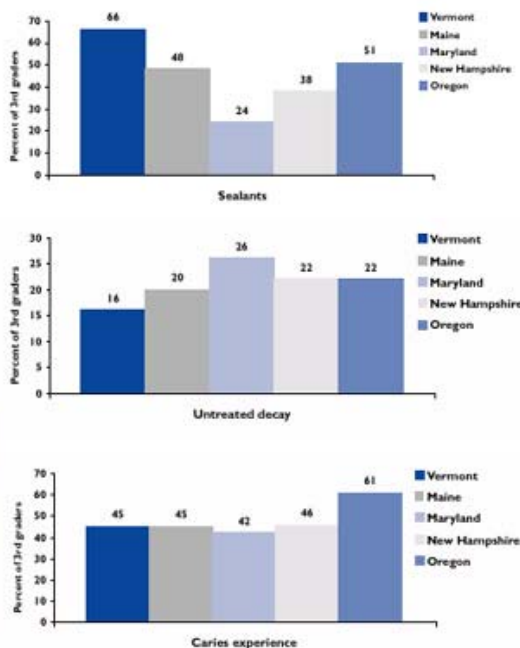 66
48
24
38
51
70
60
50
40
30
20
10
0
Percent of 3rd graders
Sealants
Vermont
Maine
Maryland
New Hampshire
Oregon
16
20
26
22
22
30
25
20
15
10
5
0
Percent of 3rd graders
Untreated decay
Vermont
Maine
Maryland
New Hampshire
Oregon
45
45
42
46
61
70
60
50
40
30
20
10
0
Percent of 3rd graders
Caries experience
Vermont
Maine
Maryland
New Hampshire
Oregon